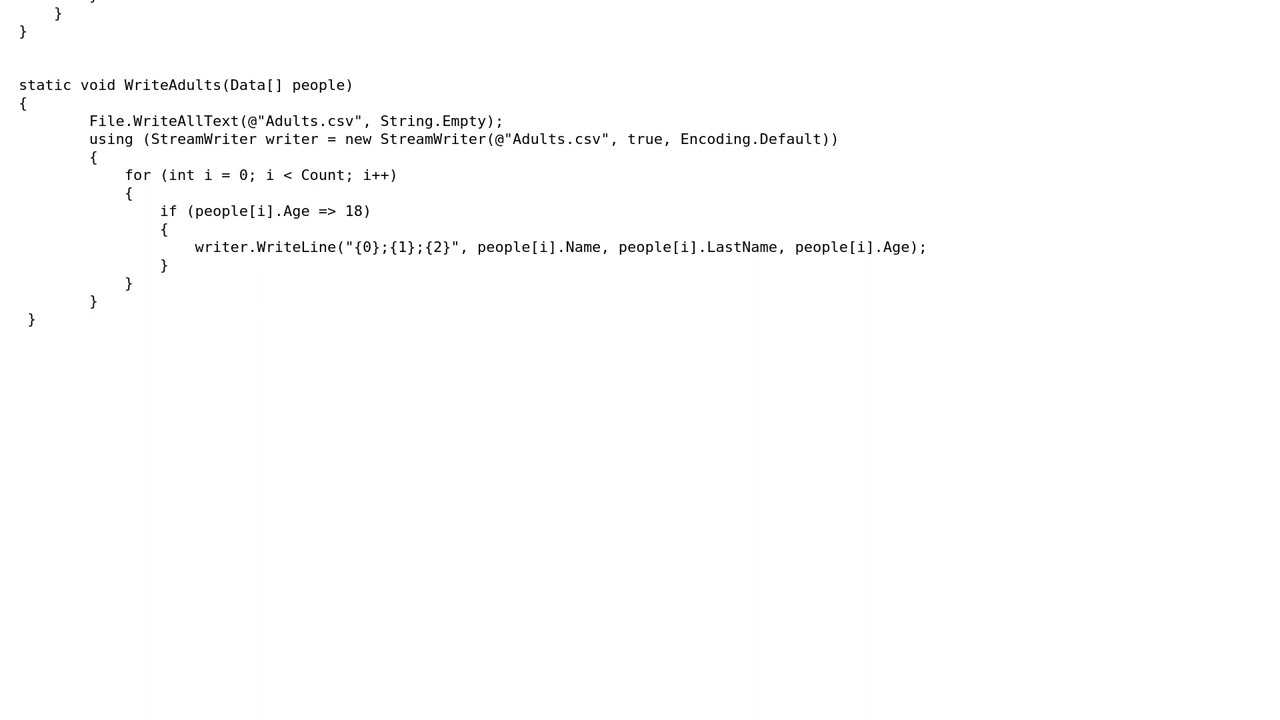 }
}
static void WriteAdults(Data[] people)
{
File.WriteAllText(@"Adults.csv", String.Empty);
using (StreamWriter writer = new StreamWriter(@"Adults.csv", true, Encoding.Default))
{
for (int i = 0; i < Count; i++)
{
if (people[i].Age => 18)
{
writer.WriteLine("{0};{1};{2}", people[i].Name, people[i].LastName, people[i].Age);
}
}
}
}